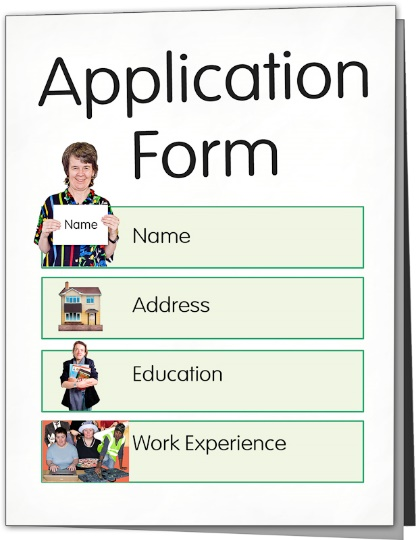 Application
Form
Name
Name
Address
Education
Work Experience